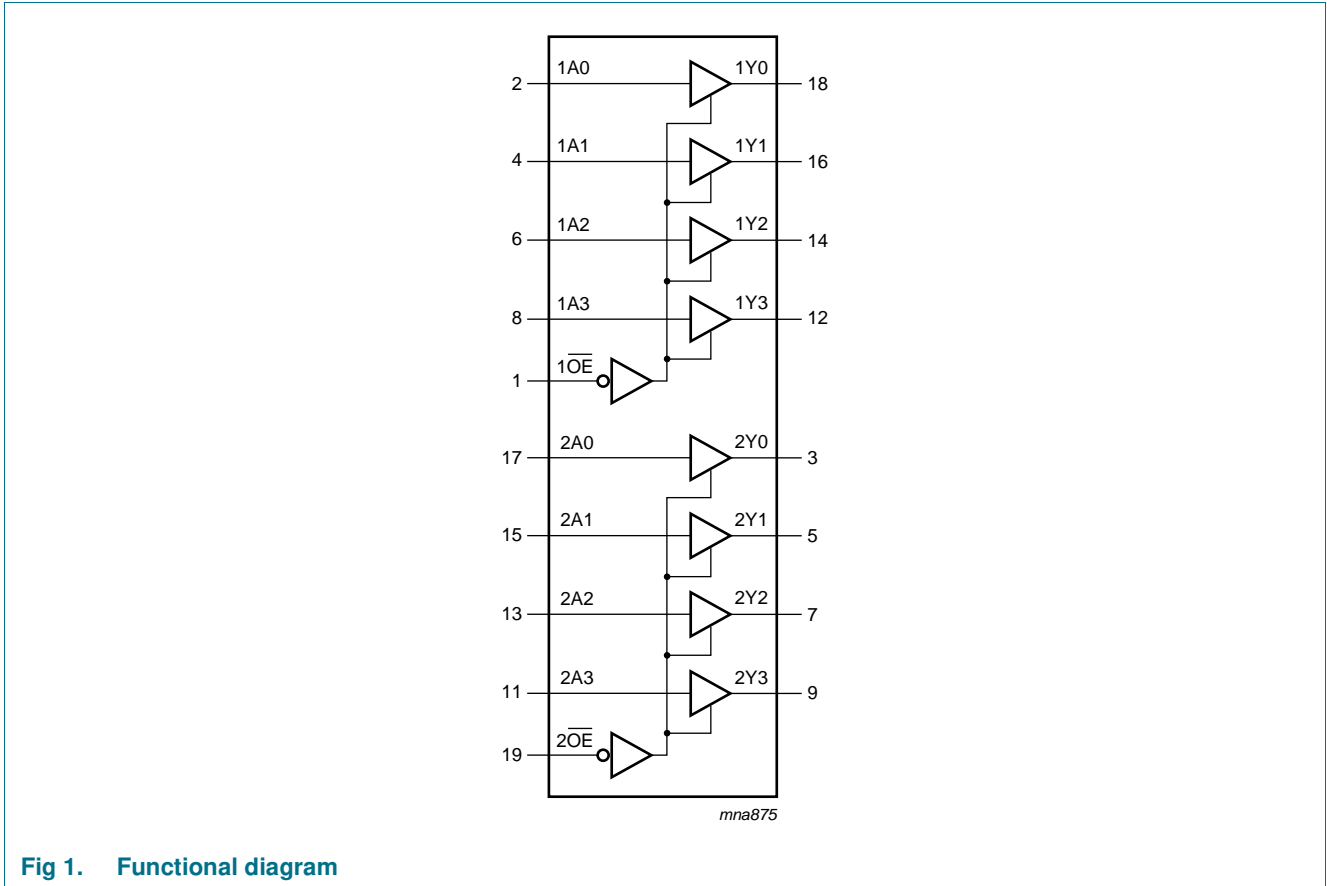 2 1A0 1Y0 18
4 1A1 1Y1 16
6 1A2 1Y2 14
8 1A3 1Y3 12
1 1O̅E̅
17 2A0 2Y0 3
15 2A1 2Y1 5
13 2A2 2Y2 7
11 2A3 2Y3 9
19 2O̅E̅
mna875
Fig 1. Functional diagram